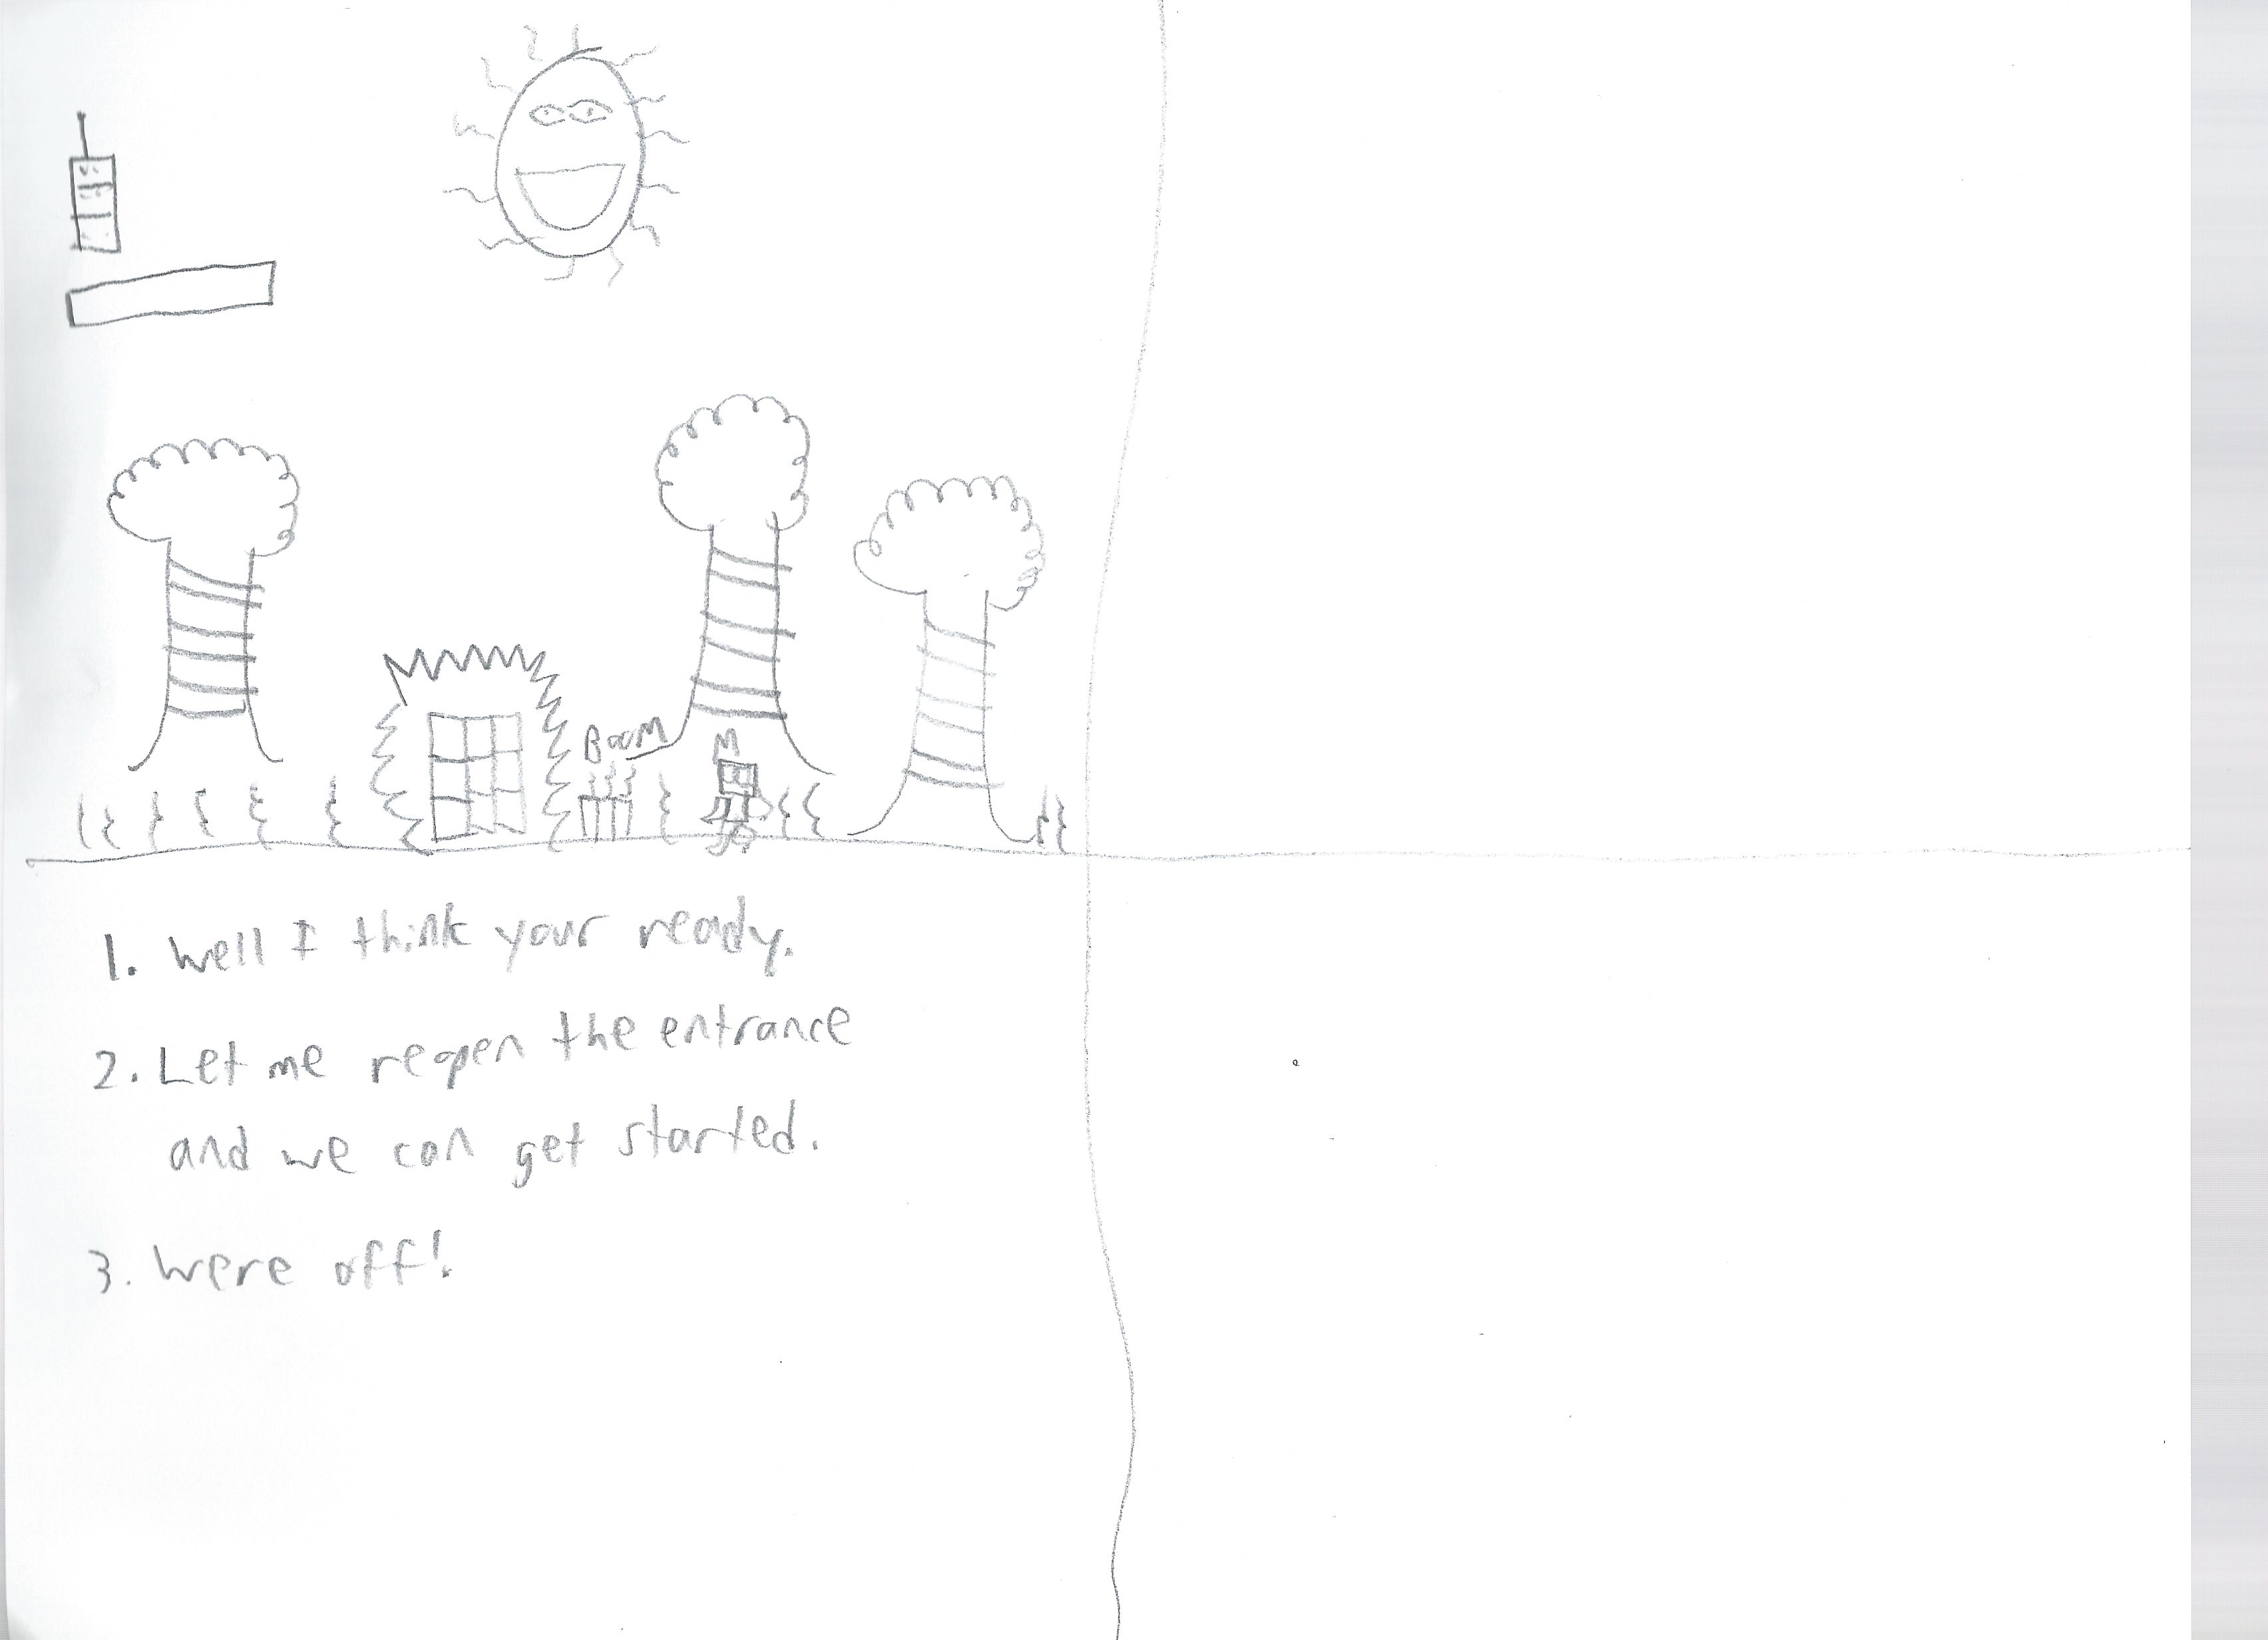 BOOM
M
1. Well I think your ready.
2. Let me reopen the entrance
and we can get started.
3. Were off!